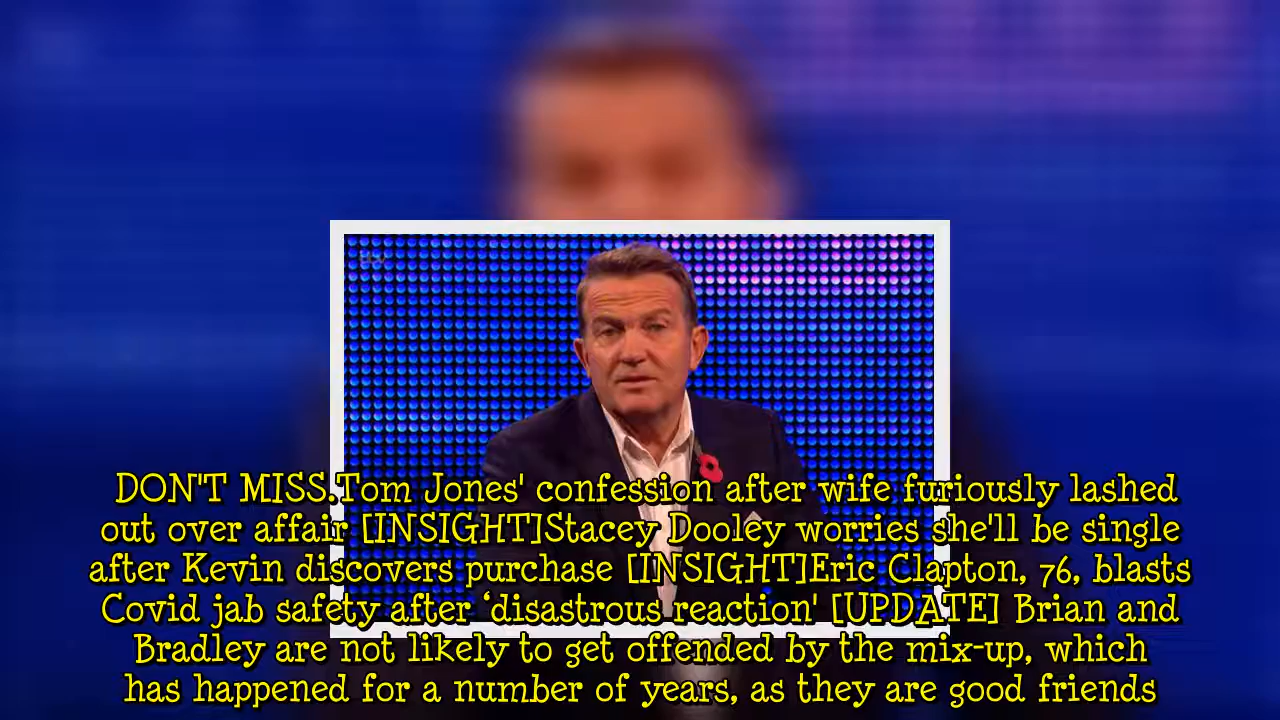 itv
DON'T MISS.Tom Jones' confession after wife furiously lashed
out over affair [INSIGHT]Stacey Dooley worries she'll be single
after Kevin discovers purchase [INSIGHT]Eric Clapton, 76, blasts
Covid jab safety after ‘disastrous reaction' [UPDATE] Brian and
Bradley are not likely to get offended by the mix-up, which
has happened for a number of years, as they are good friends